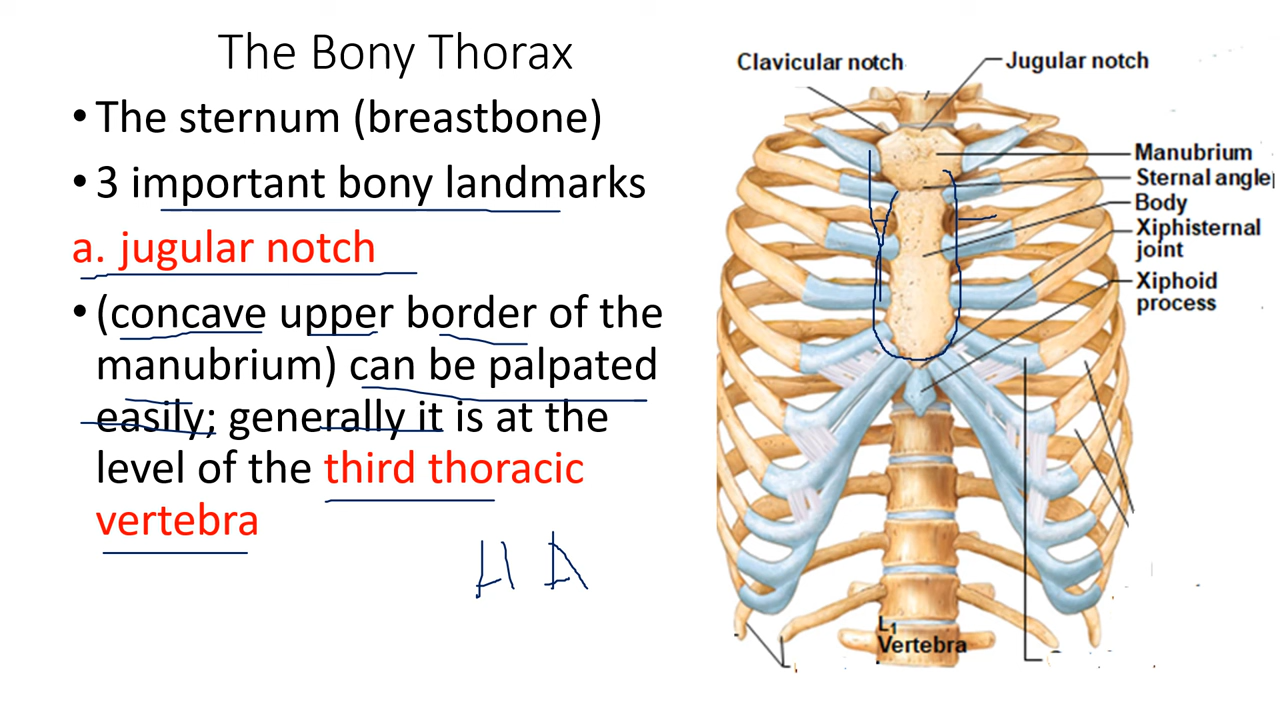 The Bony Thorax
• The sternum (breastbone)
• 3 important bony landmarks
a. jugular notch
• (concave upper border of the
manubrium) can be palpated
easily; generally it is at the
level of the third thoracic
vertebra
Clavicular notch
Jugular notch
Manubrium
Sternal angle
Body
Xiphisternal
joint
Xiphoid
process
L1
Vertebra